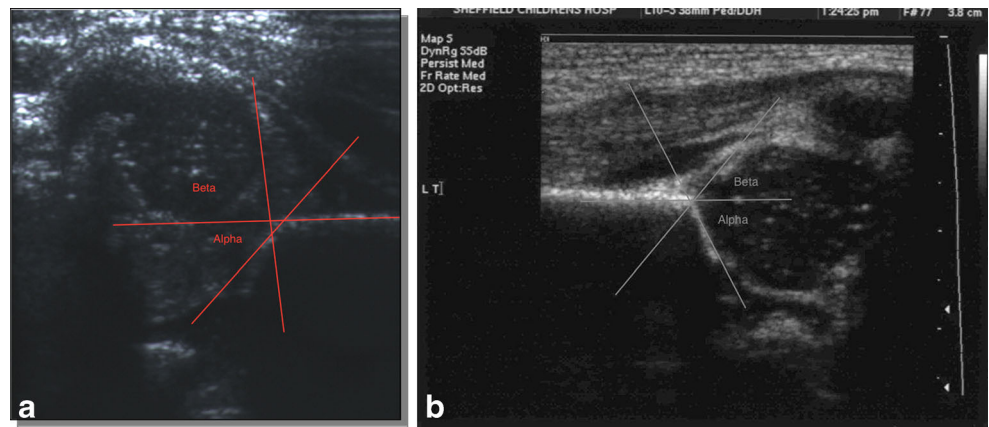 Beta
Alpha
a
SHEFFIELD CHILDRENS HOSP L10-5 38mm Ped/DDH 1:24:25 pm F# 77 3.8 cm
Map 5
DynRg 55dB
Persist Med
Fr Rate Med
2D Opt:Res
LT
Beta
Alpha
b